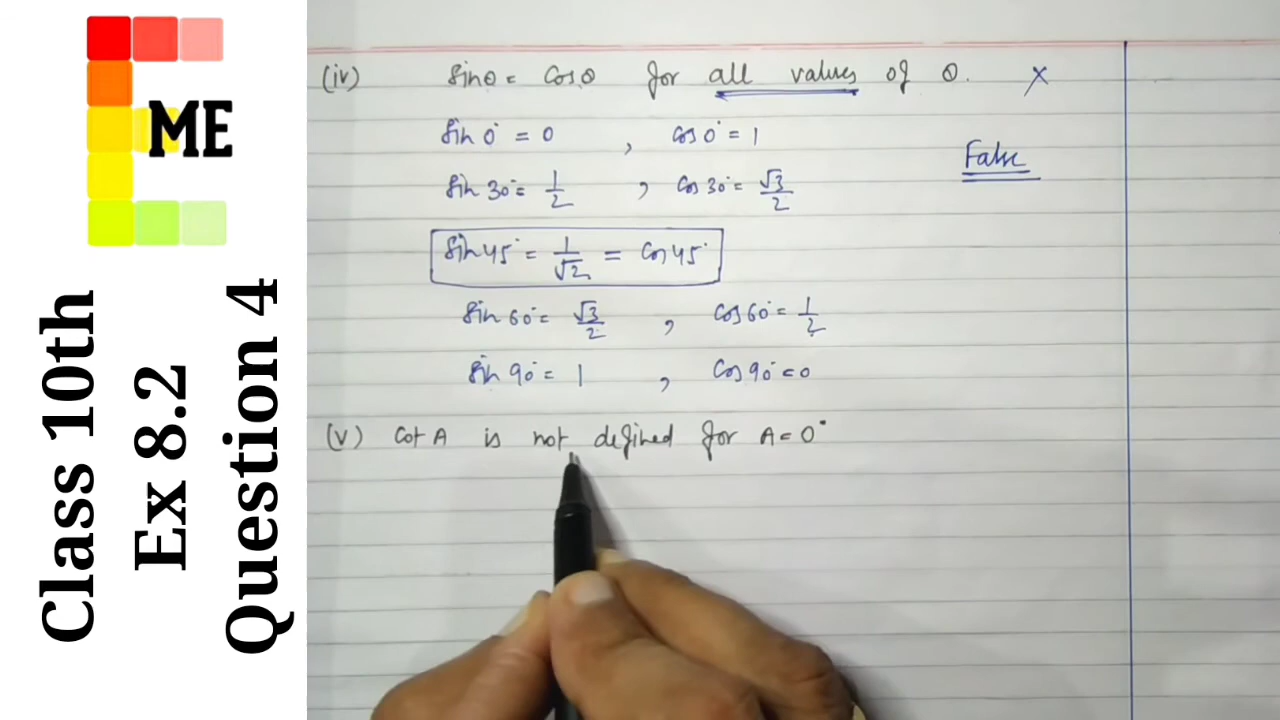 ME
Class 10th
Ex 8.2
Question 4
(iv) Sinθ = Cosθ for all values of θ. ×
Sin 0° = 0 , Cos 0° = 1
False
Sin 30° = 1/2 , Cos 30° = √3/2
Sin 45° = 1/√2 = Cos 45°
Sin 60° = √3/2 , Cos 60° = 1/2
Sin 90° = 1 , Cos 90° = 0
(v) Cot A is not defined for A = 0°